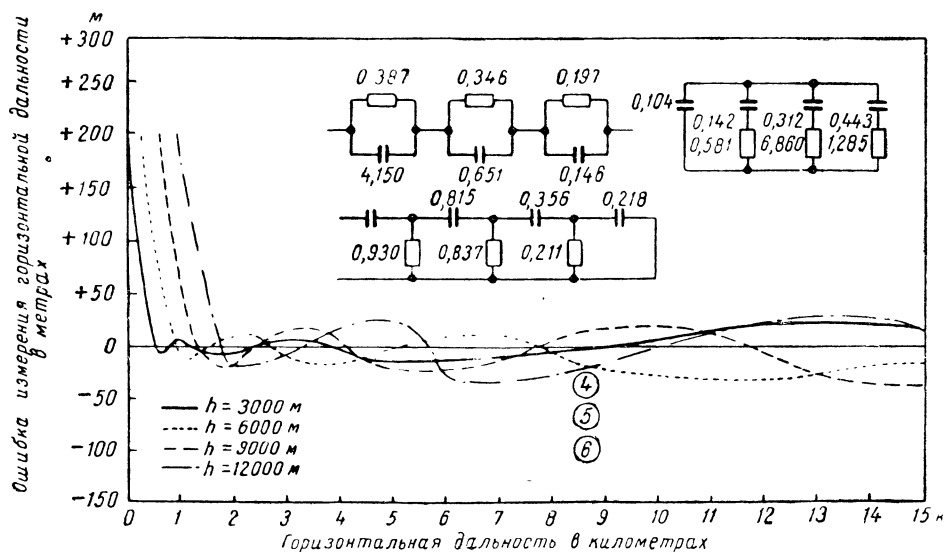 Ошибка измерения горизонтальной дальности
в метрах
м
+300
+250
+200
+150
+100
+50
0
-50
-100
-150
0,387 0,346 0,197
4,150 0,651 0,146
0,104
0,142 0,312 0,443
0,581 6,860 1,285
0,815 0,356 0,218
0,930 0,837 0,211
h = 3000 м
h = 6000 м
h = 9000 м
h = 12000 м
4
5
6
0 1 2 3 4 5 6 7 8 9 10 11 12 13 14 15 к
Горизонтальная дальность в километрах